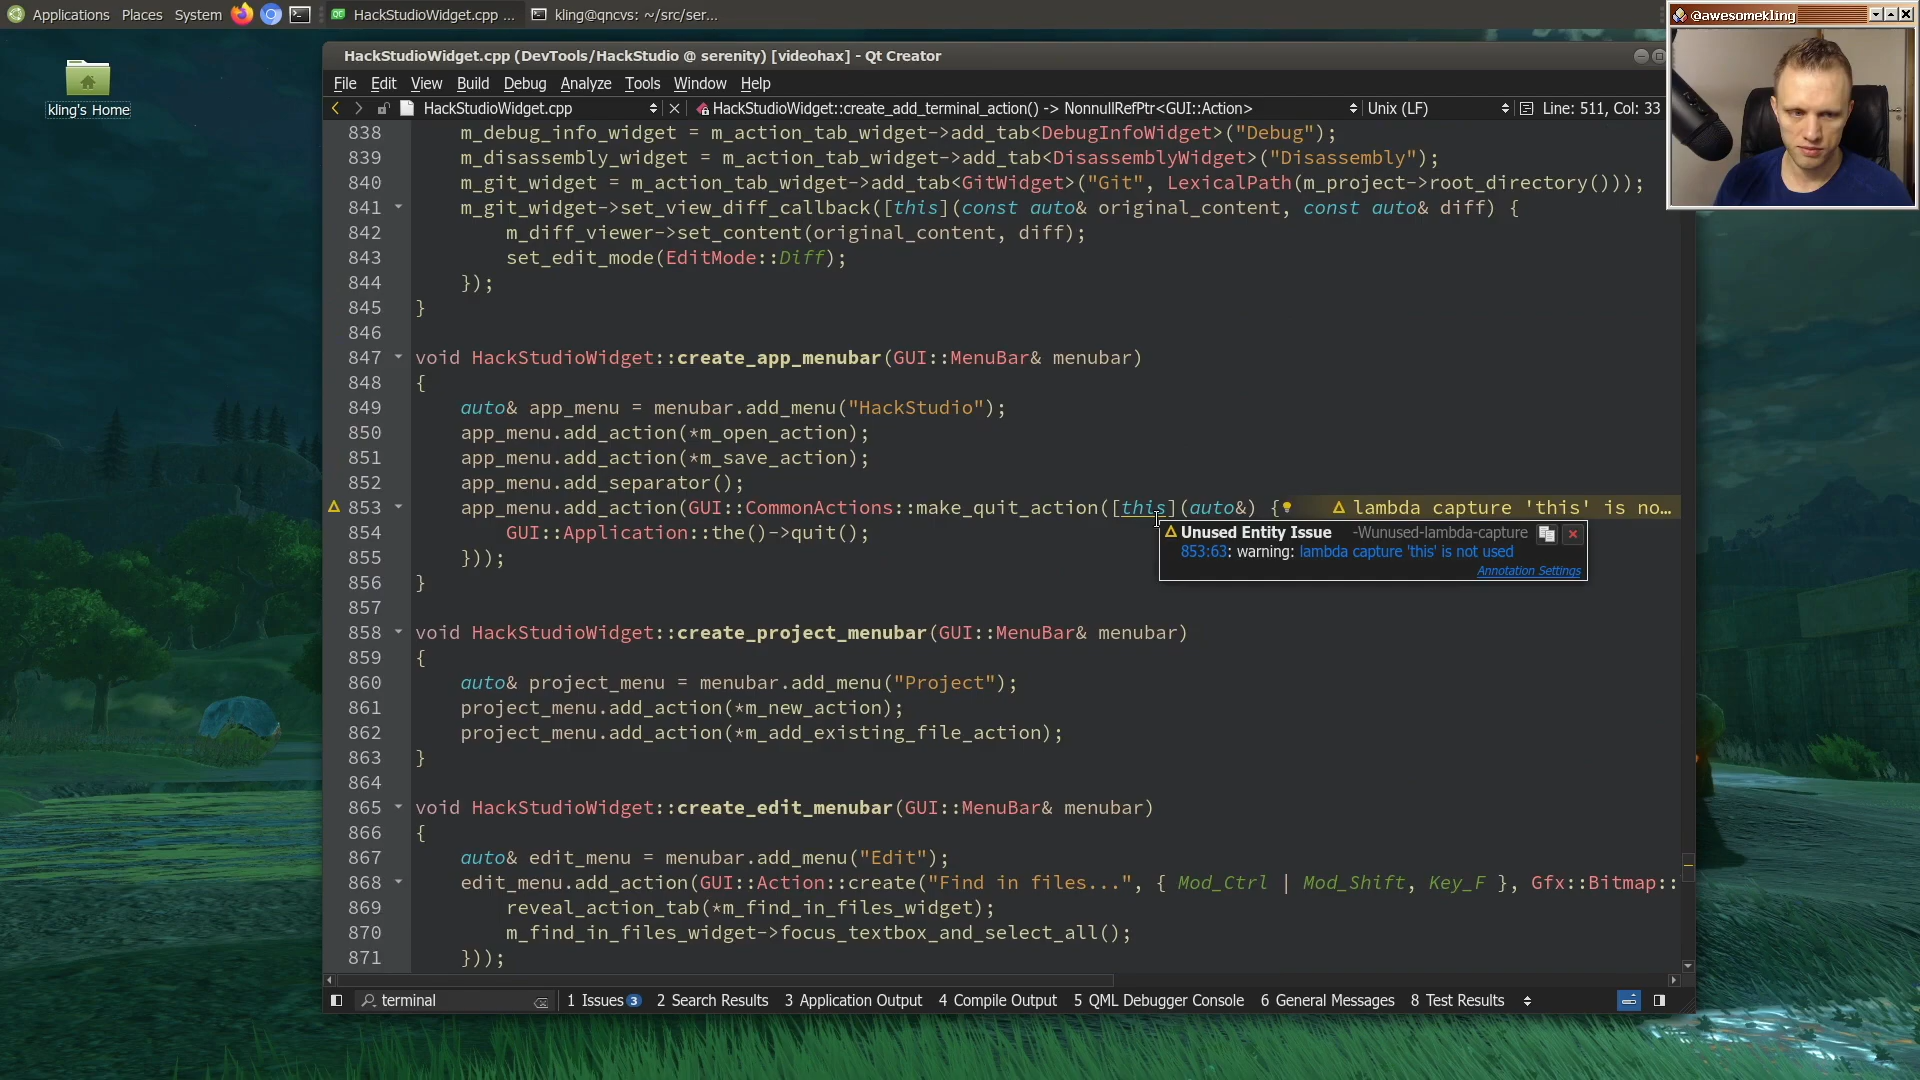 Applications Places System
HackStudioWidget.cpp ...
kling@qncvs: ~/src/ser...
@awesomekling
kling's Home
HackStudioWidget.cpp (DevTools/HackStudio @ serenity) [videohax] - Qt Creator
File Edit View Build Debug Analyze Tools Window Help
HackStudioWidget.cpp HackStudioWidget::create_add_terminal_action() -> NonnullRefPtr<GUI::Action> Unix (LF) Line: 511, Col: 33
838 m_debug_info_widget = m_action_tab_widget->add_tab<DebugInfoWidget>("Debug");
839 m_disassembly_widget = m_action_tab_widget->add_tab<DisassemblyWidget>("Disassembly");
840 m_git_widget = m_action_tab_widget->add_tab<GitWidget>("Git", LexicalPath(m_project->root_directory()));
841 m_git_widget->set_view_diff_callback([this](const auto& original_content, const auto& diff) {
842 m_diff_viewer->set_content(original_content, diff);
843 set_edit_mode(EditMode::Diff);
844 });
845 }
846
847 void HackStudioWidget::create_app_menubar(GUI::MenuBar& menubar)
848 {
849 auto& app_menu = menubar.add_menu("HackStudio");
850 app_menu.add_action(*m_open_action);
851 app_menu.add_action(*m_save_action);
852 app_menu.add_separator();
853 app_menu.add_action(GUI::CommonActions::make_quit_action([this](auto&) { lambda capture 'this' is no...
854 GUI::Application::the()->quit();
Unused Entity Issue -Wunused-lambda-capture
853:63: warning: lambda capture 'this' is not used
Annotation Settings
855 }));
856 }
857
858 void HackStudioWidget::create_project_menubar(GUI::MenuBar& menubar)
859 {
860 auto& project_menu = menubar.add_menu("Project");
861 project_menu.add_action(*m_new_action);
862 project_menu.add_action(*m_add_existing_file_action);
863 }
864
865 void HackStudioWidget::create_edit_menubar(GUI::MenuBar& menubar)
866 {
867 auto& edit_menu = menubar.add_menu("Edit");
868 edit_menu.add_action(GUI::Action::create("Find in files...", { Mod_Ctrl | Mod_Shift, Key_F }, Gfx::Bitmap::
869 reveal_action_tab(*m_find_in_files_widget);
870 m_find_in_files_widget->focus_textbox_and_select_all();
871 }));
terminal 1 Issues 3 2 Search Results 3 Application Output 4 Compile Output 5 QML Debugger Console 6 General Messages 8 Test Results